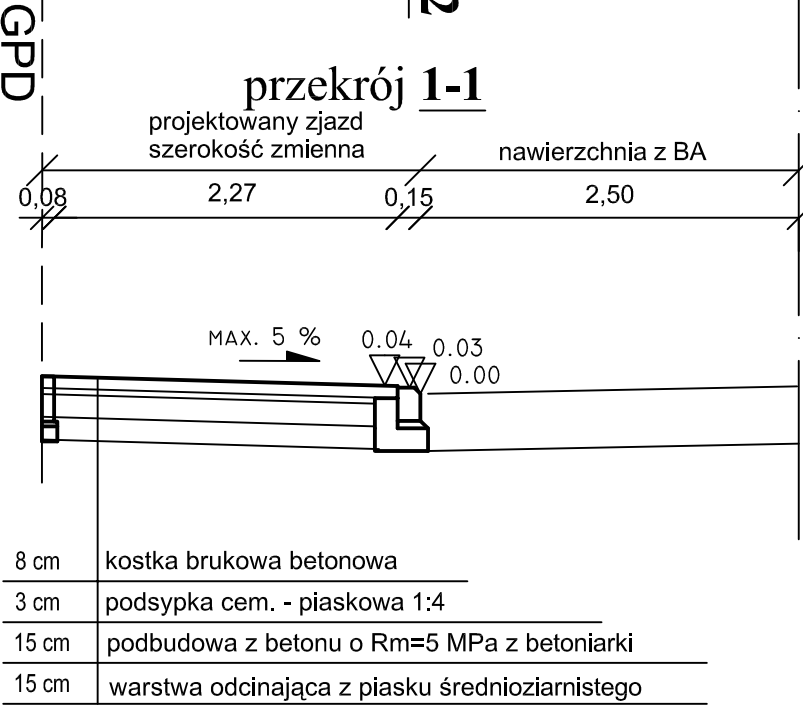 2
GPD
przekrój 1-1
projektowany zjazd
szerokość zmienna
nawierzchnia z BA
0,08 2,27 0,15 2,50
MAX. 5 % 0.04 0.03
0.00
8 cm kostka brukowa betonowa
3 cm podsypka cem. - piaskowa 1:4
15 cm podbudowa z betonu o Rm=5 MPa z betoniarki
15 cm warstwa odcinająca z piasku średnioziarnistego